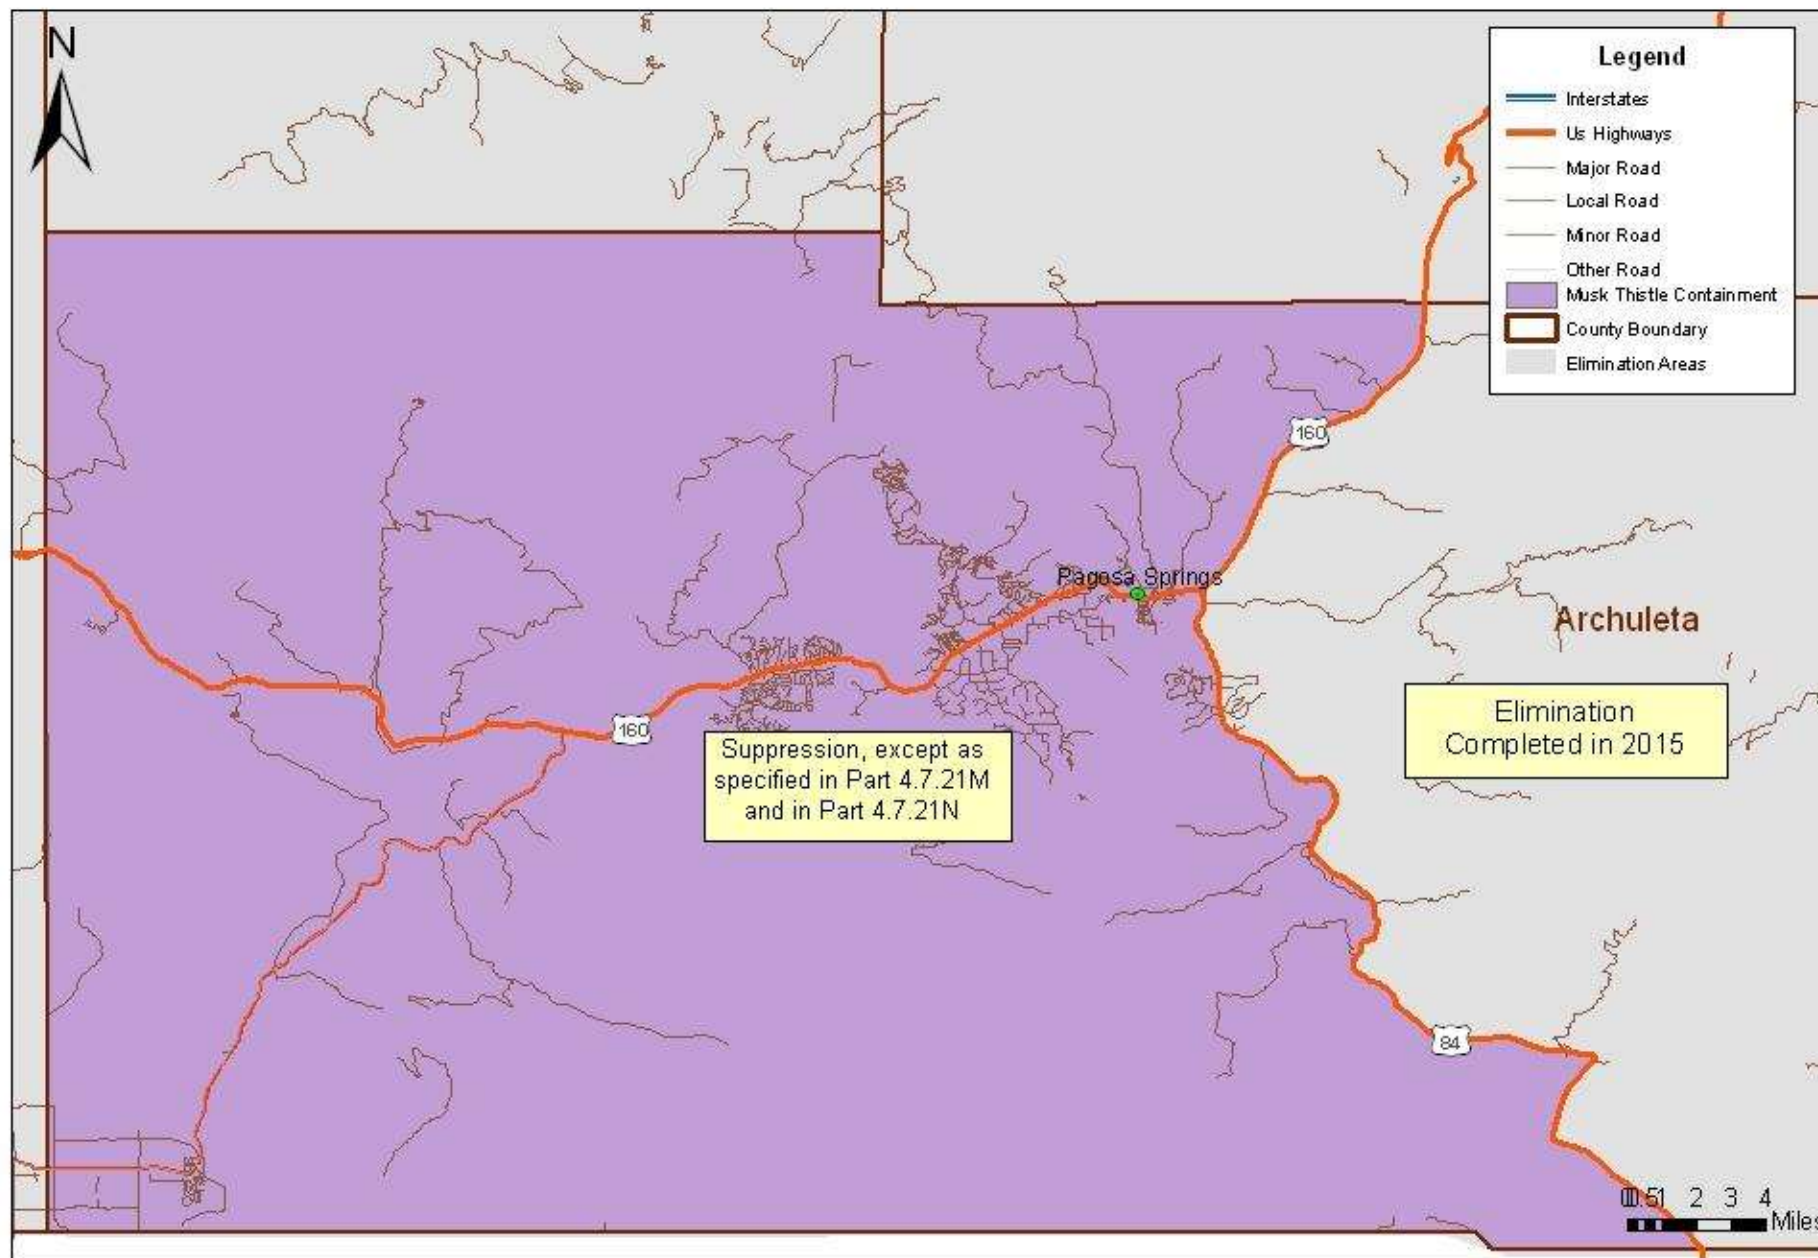 N
Legend
Interstates
Us Highways
Major Road
Local Road
Minor Road
Other Road
Musk Thistle Containment
County Boundary
Elimination Areas
160
Pagosa Springs
Archuleta
Elimination
Completed in 2015
160
Suppression, except as
specified in Part 4.7.21M
and in Part 4.7.21N
84
2 3 4
Miles